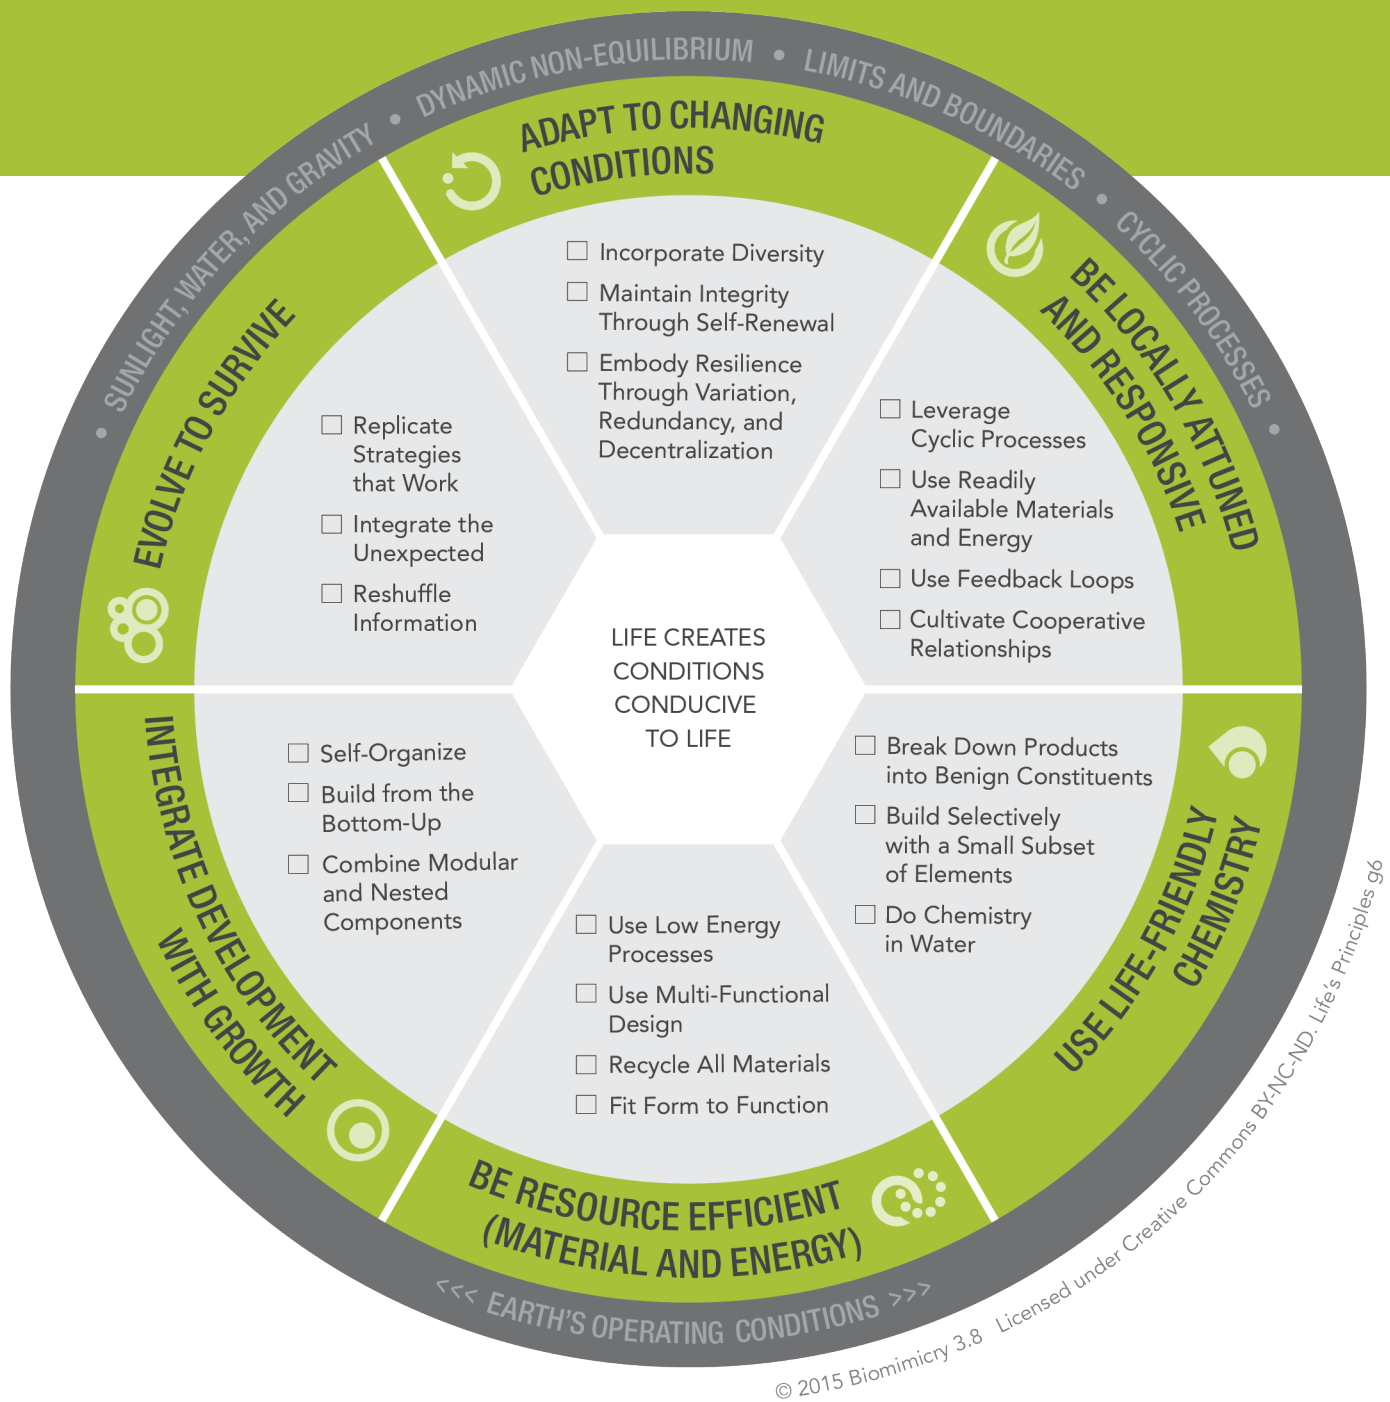 • SUNLIGHT, WATER, AND GRAVITY • DYNAMIC NON-EQUILIBRIUM • LIMITS AND BOUNDARIES • CYCLIC PROCESSES •
ADAPT TO CHANGING
CONDITIONS
Incorporate Diversity
Maintain Integrity
Through Self-Renewal
Embody Resilience
Through Variation,
Redundancy, and
Decentralization
BE LOCALLY ATTUNED
AND RESPONSIVE
Leverage
Cyclic Processes
Use Readily
Available Materials
and Energy
Use Feedback Loops
Cultivate Cooperative
Relationships
USE LIFE-FRIENDLY
CHEMISTRY
Break Down Products
into Benign Constituents
Build Selectively
with a Small Subset
of Elements
Do Chemistry
in Water
BE RESOURCE EFFICIENT
(MATERIAL AND ENERGY)
Use Low Energy
Processes
Use Multi-Functional
Design
Recycle All Materials
Fit Form to Function
INTEGRATE DEVELOPMENT
WITH GROWTH
Self-Organize
Build from the
Bottom-Up
Combine Modular
and Nested
Components
EVOLVE TO SURVIVE
Replicate
Strategies
that Work
Integrate the
Unexpected
Reshuffle
Information
LIFE CREATES
CONDITIONS
CONDUCIVE
TO LIFE
<<< EARTH'S OPERATING CONDITIONS >>>
© 2015 Biomimicry 3.8 Licensed under Creative Commons BY-NC-ND. Life's Principles g6